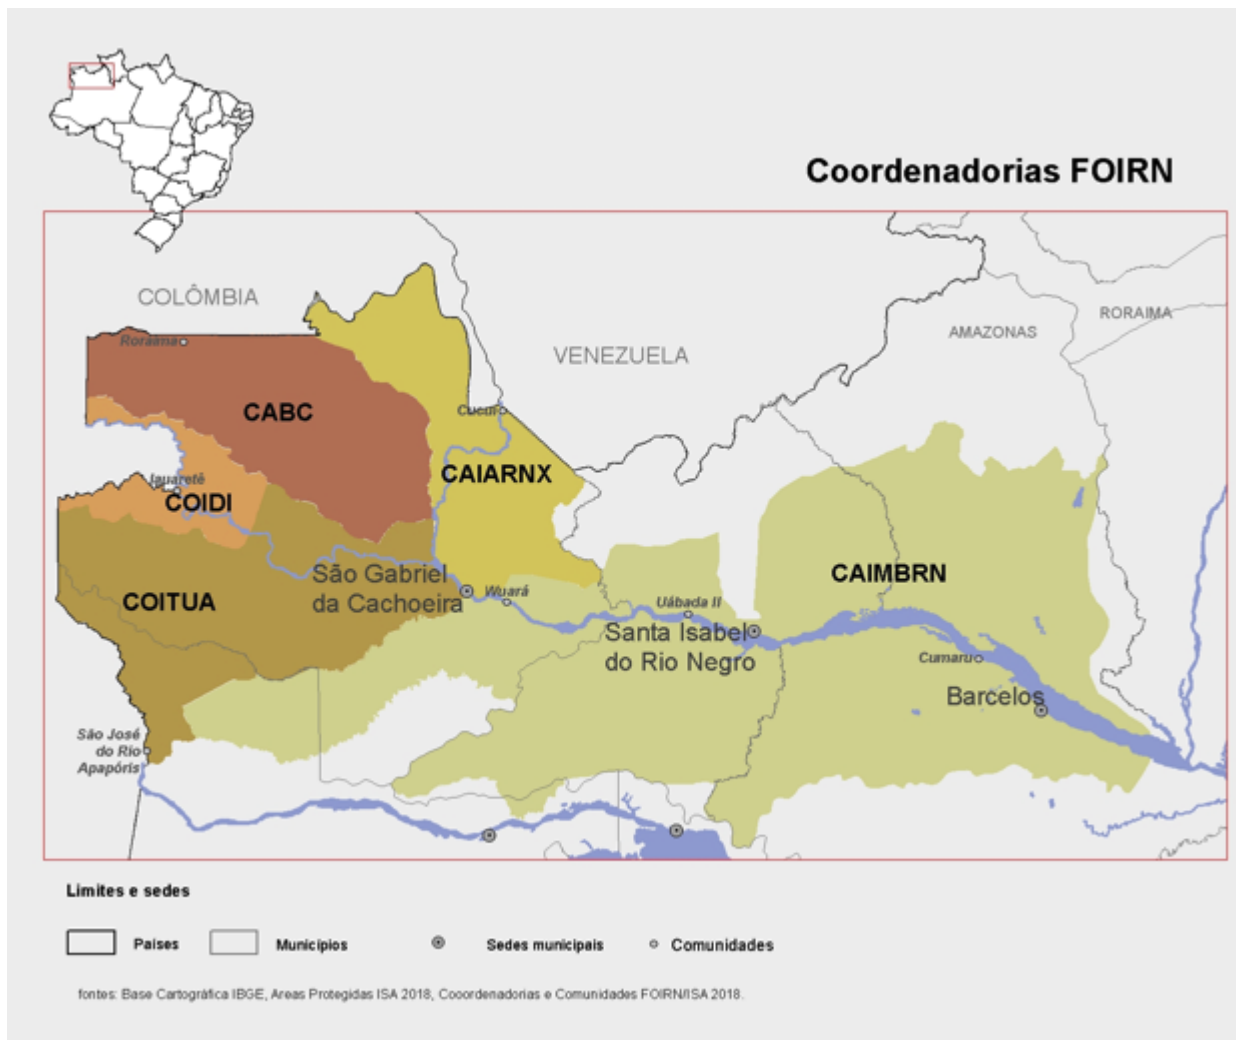 Coordenadorias FOIRN
COLÔMBIA
RORAIMA
AMAZONAS
VENEZUELA
Roraima
CABC
Cucuí
CAIARNX
Iauaretê
COIDI
CAIMBRN
São Gabriel
da Cachoeira
Wuará
COITUA
Uábada II
Santa Isabel
do Rio Negro
Cumaru
Barcelos
São José
do Rio
Apapóris
Limites e sedes
Países
Municípios
Sedes municipais
Comunidades
fontes: Base Cartográfica IBGE, Areas Protegidas ISA 2018, Cooordenadorias e Comunidades FOIRN/ISA 2018.